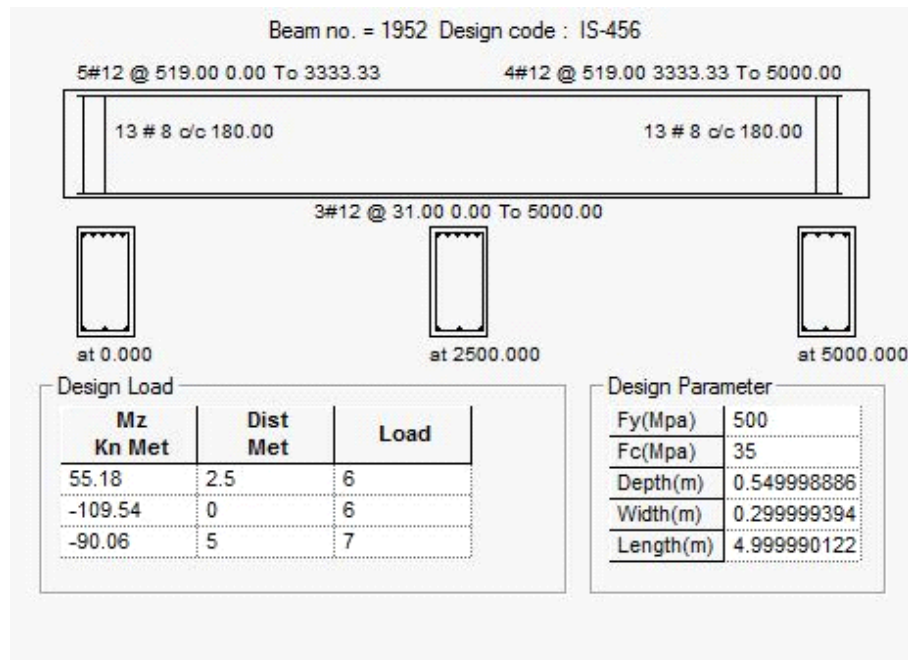 Beam no. = 1952 Design code : IS-456
5#12 @ 519.00 0.00 To 3333.33 4#12 @ 519.00 3333.33 To 5000.00
13 # 8 c/c 180.00 13 # 8 c/c 180.00
3#12 @ 31.00 0.00 To 5000.00
at 0.000 at 2500.000 at 5000.000
Design Load
Mz Kn Met Dist Met Load
55.18 2.5 6
-109.54 0 6
-90.06 5 7
Design Parameter
Fy(Mpa) 500
Fc(Mpa) 35
Depth(m) 0.549998886
Width(m) 0.299999394
Length(m) 4.999990122